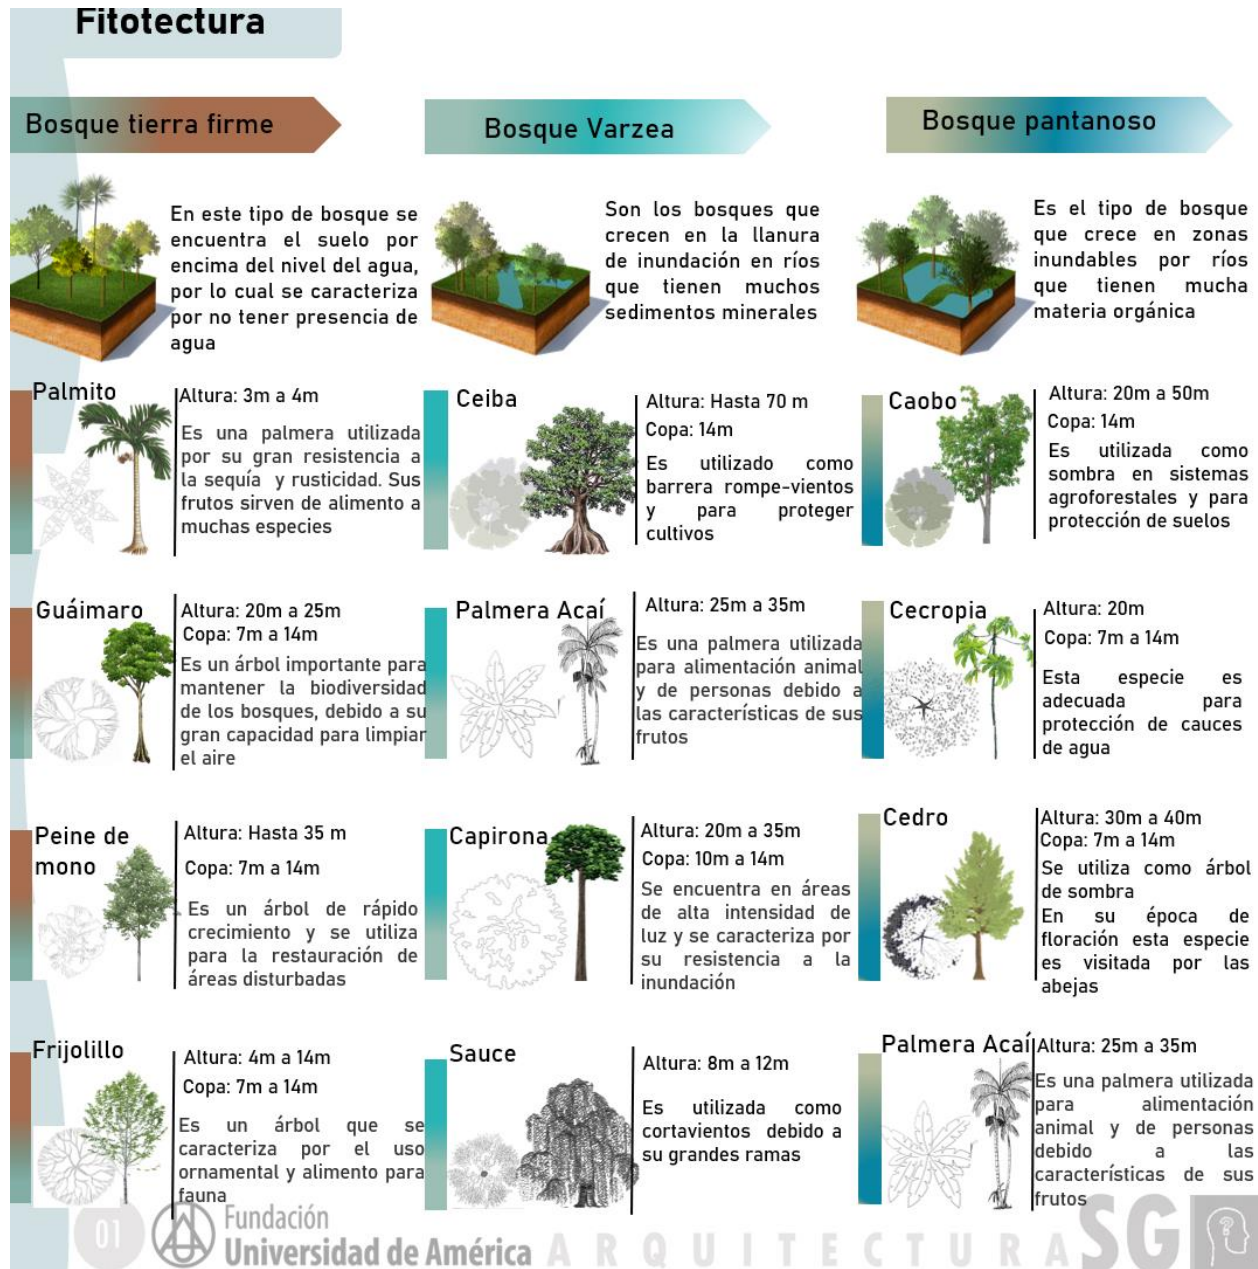 Fitotectura
Bosque tierra firme
En este tipo de bosque se
encuentra el suelo por
encima del nivel del agua,
por lo cual se caracteriza
por no tener presencia de
agua
Palmito
Altura: 3m a 4m
Es una palmera utilizada
por su gran resistencia a
la sequía y rusticidad. Sus
frutos sirven de alimento a
muchas especies
Guáimaro
Altura: 20m a 25m
Copa: 7m a 14m
Es un árbol importante para
mantener la biodiversidad
de los bosques, debido a su
gran capacidad para limpiar
el aire
Peine de
mono
Altura: Hasta 35 m
Copa: 7m a 14m
Es un árbol de rápido
crecimiento y se utiliza
para la restauración de
áreas disturbadas
Frijolillo
Altura: 4m a 14m
Copa: 7m a 14m
Es un árbol que se
caracteriza por el uso
ornamental y alimento para
fauna
Bosque Varzea
Son los bosques que
crecen en la llanura
de inundación en ríos
que tienen muchos
sedimentos minerales
Ceiba
Altura: Hasta 70 m
Copa: 14m
Es utilizado como
barrera rompe-vientos
y para proteger
cultivos
Palmera Acaí
Altura: 25m a 35m
Es una palmera utilizada
para alimentación animal
y de personas debido a
las características de sus
frutos
Capirona
Altura: 20m a 35m
Copa: 10m a 14m
Se encuentra en áreas
de alta intensidad de
luz y se caracteriza por
su resistencia a la
inundación
Sauce
Altura: 8m a 12m
Es utilizada como
cortavientos debido a
su grandes ramas
Bosque pantanoso
Es el tipo de bosque
que crece en zonas
inundables por ríos
que tienen mucha
materia orgánica
Caobo
Altura: 20m a 50m
Copa: 14m
Es utilizada como
sombra en sistemas
agroforestales y para
protección de suelos
Cecropia
Altura: 20m
Copa: 7m a 14m
Esta especie es
adecuada para
protección de cauces
de agua
Cedro
Altura: 30m a 40m
Copa: 7m a 14m
Se utiliza como árbol
de sombra
En su época de
floración esta especie
es visitada por las
abejas
Palmera Acaí
Altura: 25m a 35m
Es una palmera utilizada
para alimentación
animal y de personas
debido a las
características de sus
frutos
01
Fundación
Universidad de América
ARQUITECTURA
SG
?